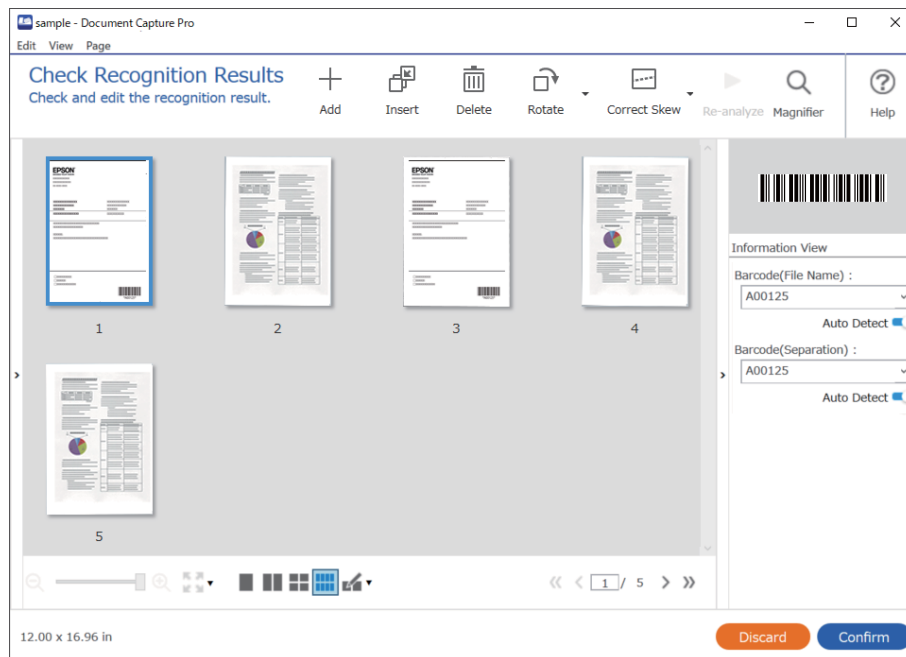 sample - Document Capture Pro
Edit View Page
Check Recognition Results
Check and edit the recognition result.
Add Insert Delete Rotate Correct Skew Re-analyze Magnifier Help
EPSON
EPSON
1 2 3 4
5
Information View
Barcode(File Name) :
A00125
Auto Detect
Barcode(Separation) :
A00125
Auto Detect
1 / 5
12.00 x 16.96 in
Discard Confirm